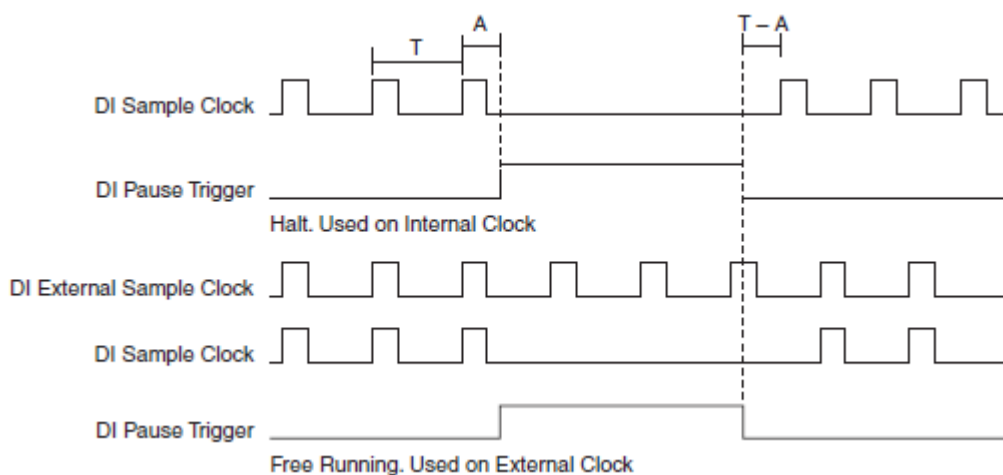 A
T – A
T
DI Sample Clock
DI Pause Trigger
Halt. Used on Internal Clock
DI External Sample Clock
DI Sample Clock
DI Pause Trigger
Free Running. Used on External Clock